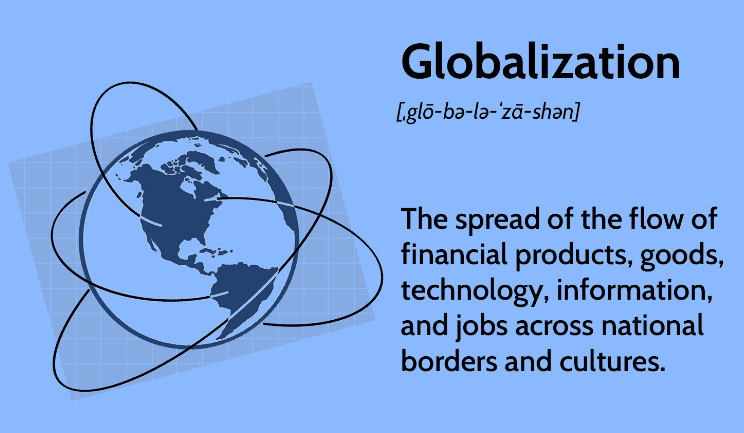 Globalization
[ˌglō-bə-lə-ˈzā-shən]
The spread of the flow of
financial products, goods,
technology, information,
and jobs across national
borders and cultures.